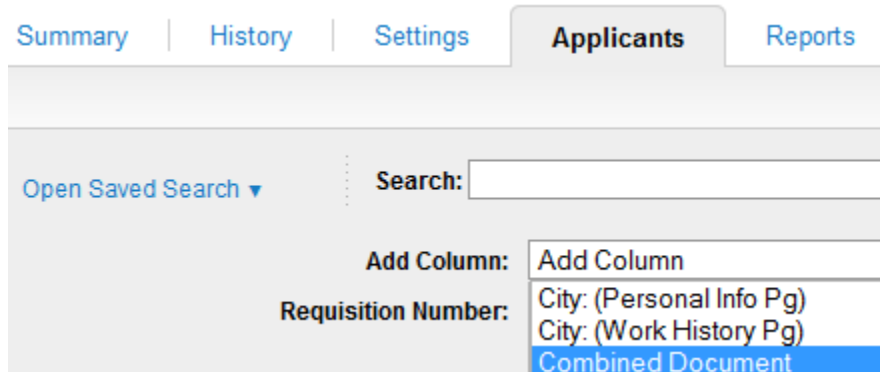 Summary History Settings Applicants Reports
Open Saved Search ▼ Search:
Add Column: Add Column
Requisition Number: City: (Personal Info Pg)
City: (Work History Pg)
Combined Document